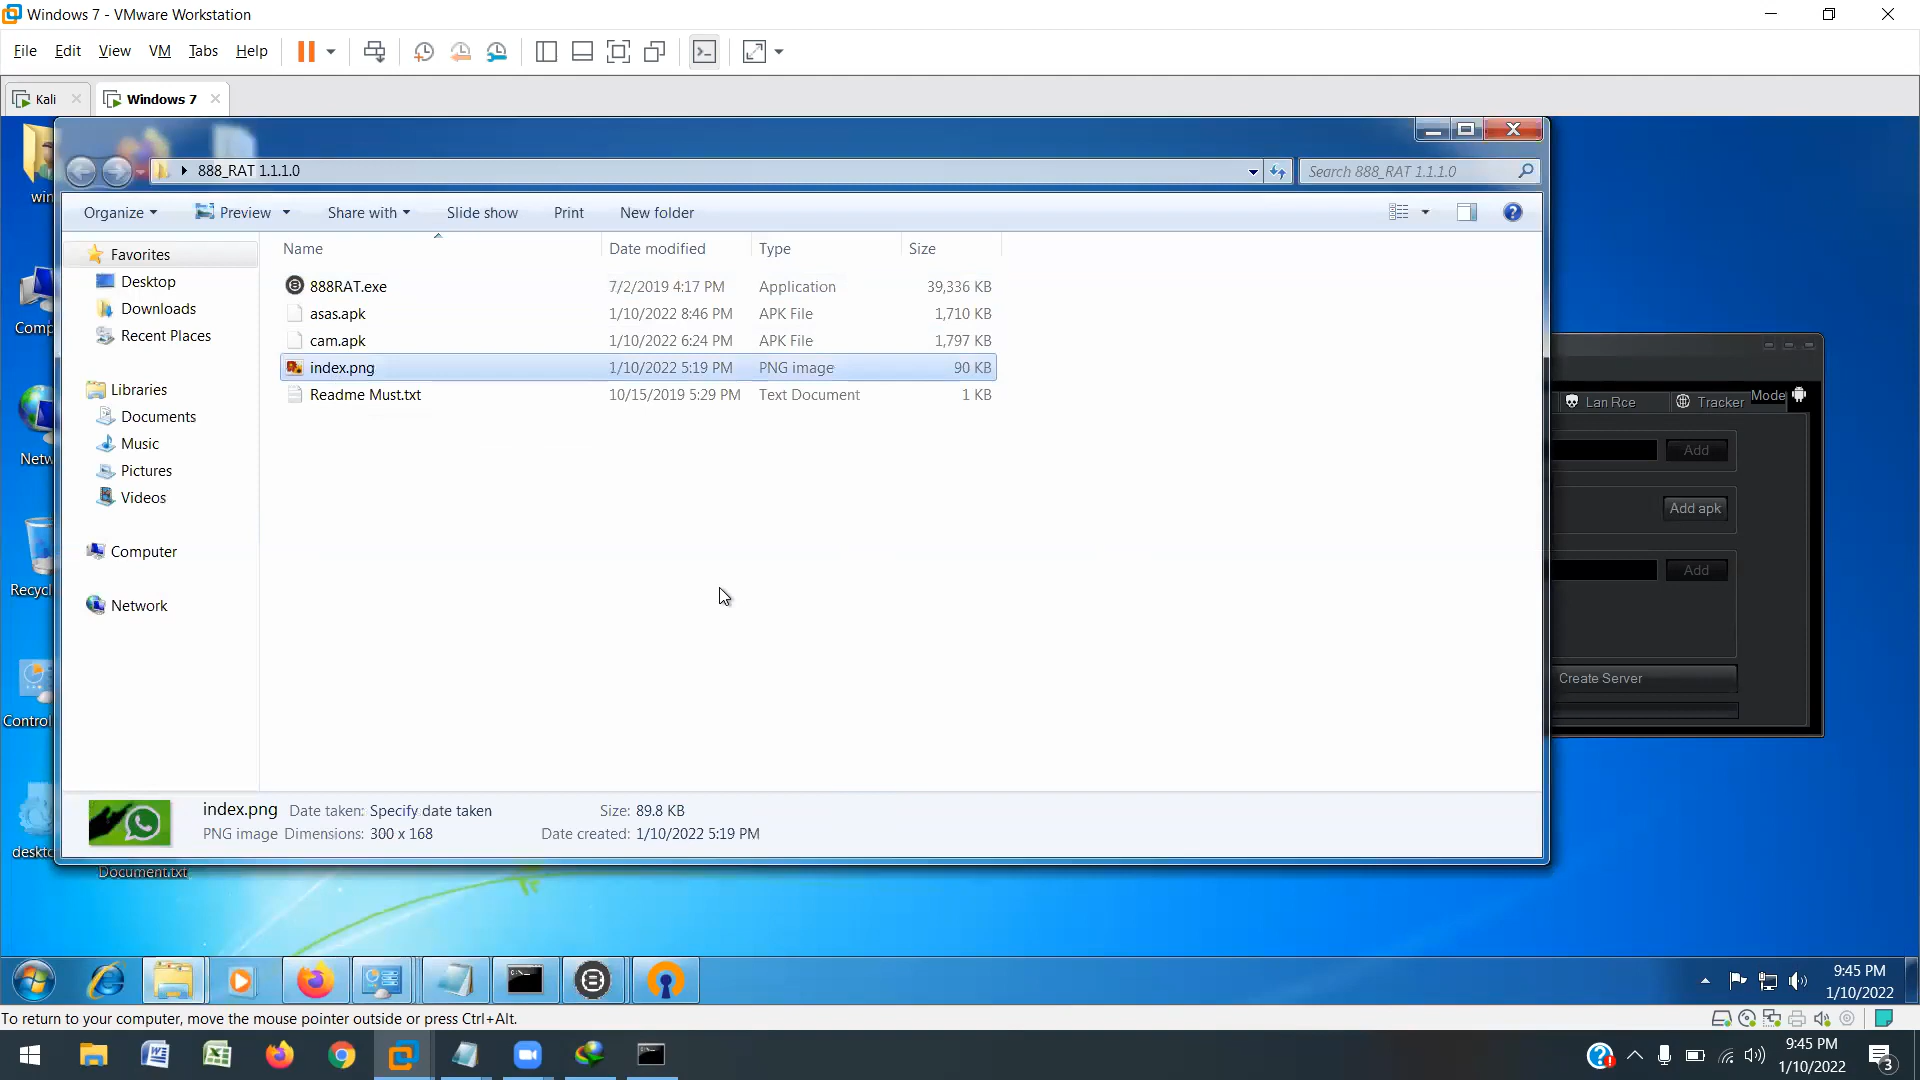 Windows 7 - VMware Workstation
File Edit View VM Tabs Help
Kali
Windows 7
888_RAT 1.1.1.0
Search 888_RAT 1.1.1.0
Organize Preview Share with Slide show Print New folder
Name Date modified Type Size
888RAT.exe 7/2/2019 4:17 PM Application 39,336 KB
asas.apk 1/10/2022 8:46 PM APK File 1,710 KB
cam.apk 1/10/2022 6:24 PM APK File 1,797 KB
index.png 1/10/2022 5:19 PM PNG image 90 KB
Readme Must.txt 10/15/2019 5:29 PM Text Document 1 KB
Favorites
Desktop
Downloads
Recent Places
Libraries
Documents
Music
Pictures
Videos
Computer
Network
win
Comp
Netw
Recycl
Control
deskto
Document.txt
Lan Rce Tracker Mode
Add
Add apk
Add
Create Server
index.png Date taken: Specify date taken Size: 89.8 KB
PNG image Dimensions: 300 x 168 Date created: 1/10/2022 5:19 PM
9:45 PM
1/10/2022
To return to your computer, move the mouse pointer outside or press Ctrl+Alt.
9:45 PM
1/10/2022
3